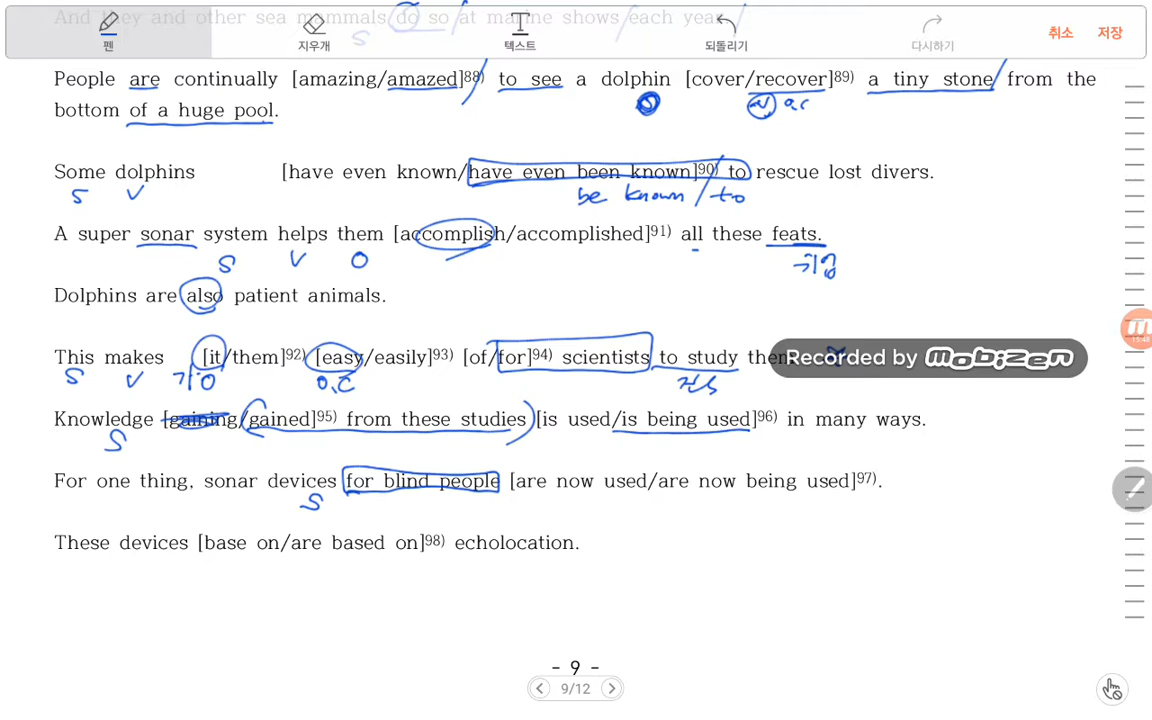 And they and other sea mammals do so at marine shows each year
S
펜
지우개
텍스트
되돌리기
다시하기
취소
저장
People are continually [amazing/amazed]88) to see a dolphin [cover/recover]89) a tiny stone from the
bottom of a huge pool.
o.c
Some dolphins [have even known/have even been known]90) to rescue lost divers.
S V be known / to
A super sonar system helps them [accomplish/accomplished]91) all these feats.
S V O 위업
Dolphins are also patient animals.
This makes [it/them]92) [easy/easily]93) [of/for]94) scientists to study
S V 가O O.C
Recorded by mobizen
Knowledge [gaining/gained]95) from these studies [is used/is being used]96) in many ways.
S
For one thing, sonar devices for blind people [are now used/are now being used]97).
S
These devices [base on/are based on]98) echolocation.
- 9 -
9/12